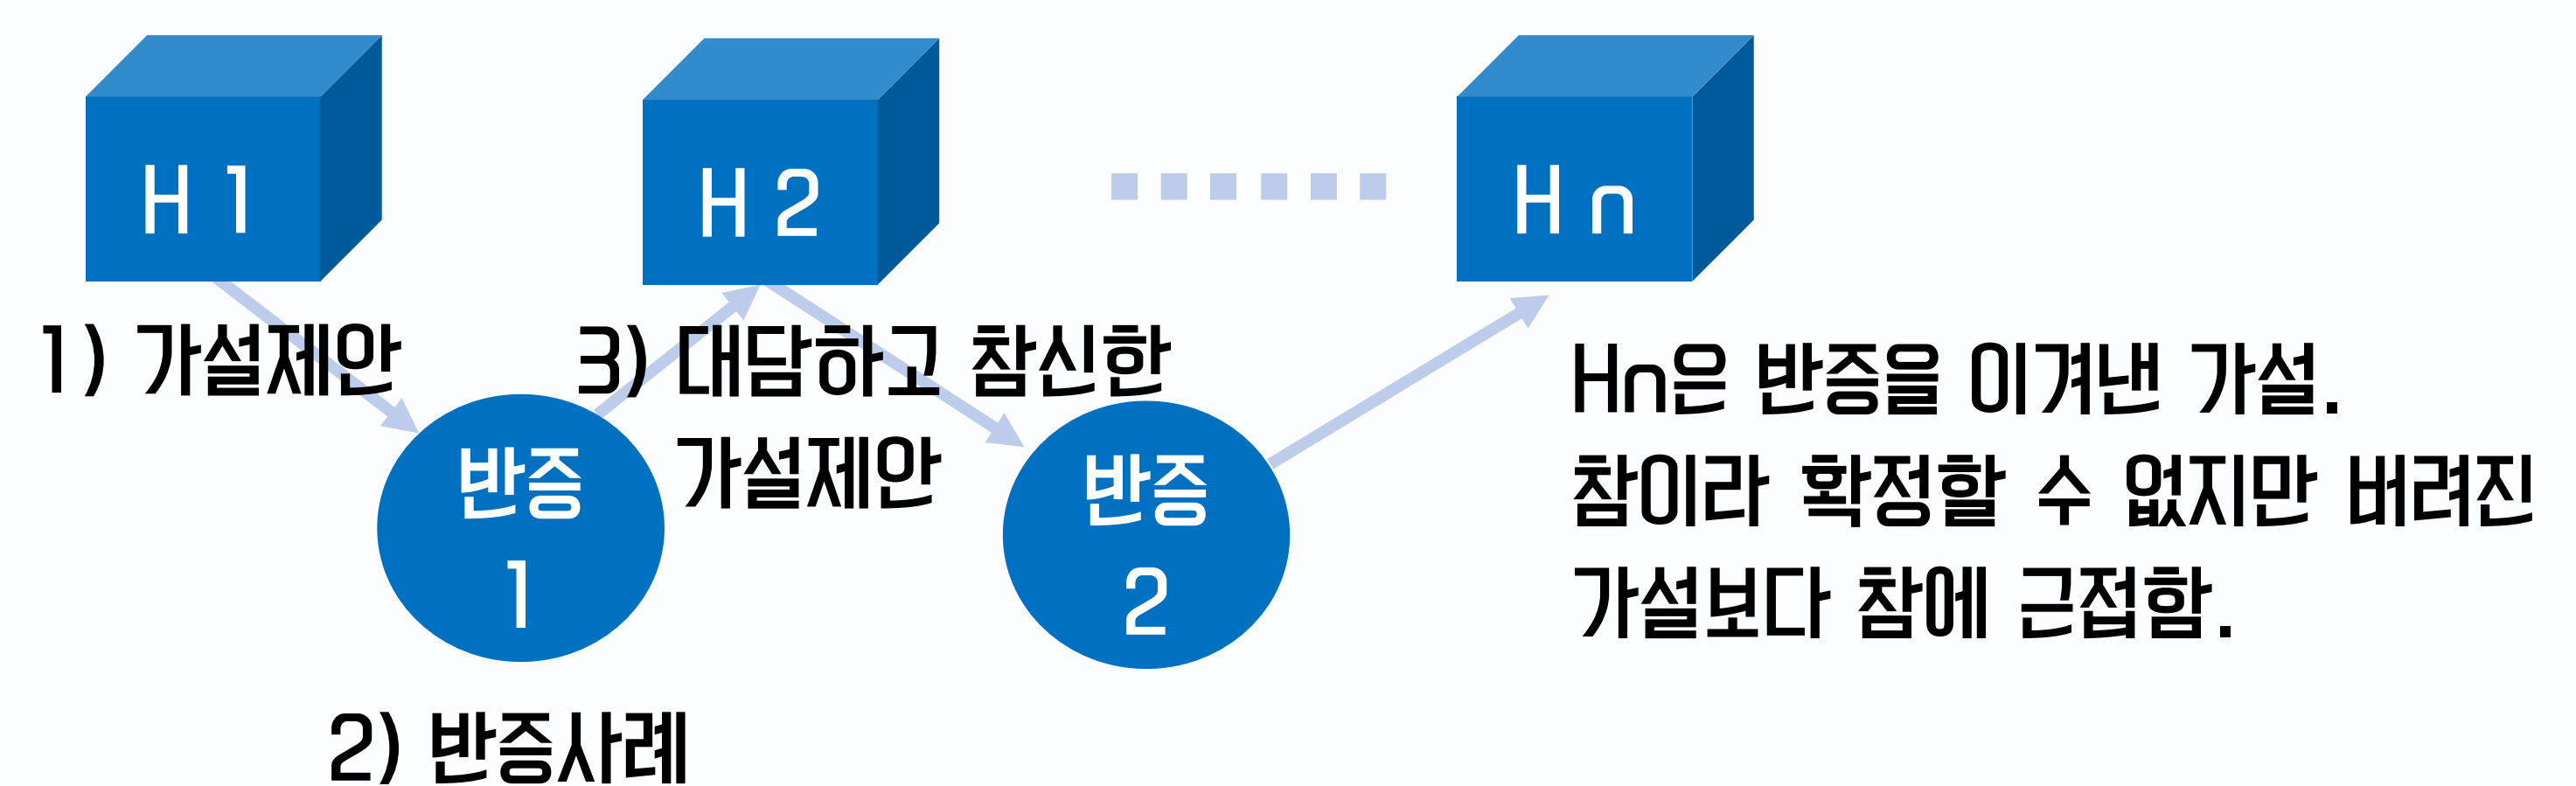 H 1
H 2
H n
1) 가설제안
3) 대담하고 참신한
가설제안
반증
1
반증
2
2) 반증사례
Hn은 반증을 이겨낸 가설.
참이라 확정할 수 없지만 버려진
가설보다 참에 근접함.